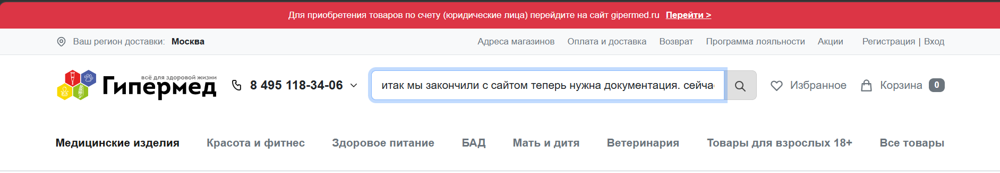 Для приобретения товаров по счету (юридические лица) перейдите на сайт gipermed.ru Перейти >
Ваш регион доставки: Москва
Адреса магазинов Оплата и доставка Возврат Программа лояльности Акции Регистрация | Вход
всё для здоровой жизни
Гипермед
8 495 118-34-06
итак мы закончили с сайтом теперь нужна документация. сейчас
Избранное Корзина 0
Медицинские изделия Красота и фитнес Здоровое питание БАД Мать и дитя Ветеринария Товары для взрослых 18+ Все товары